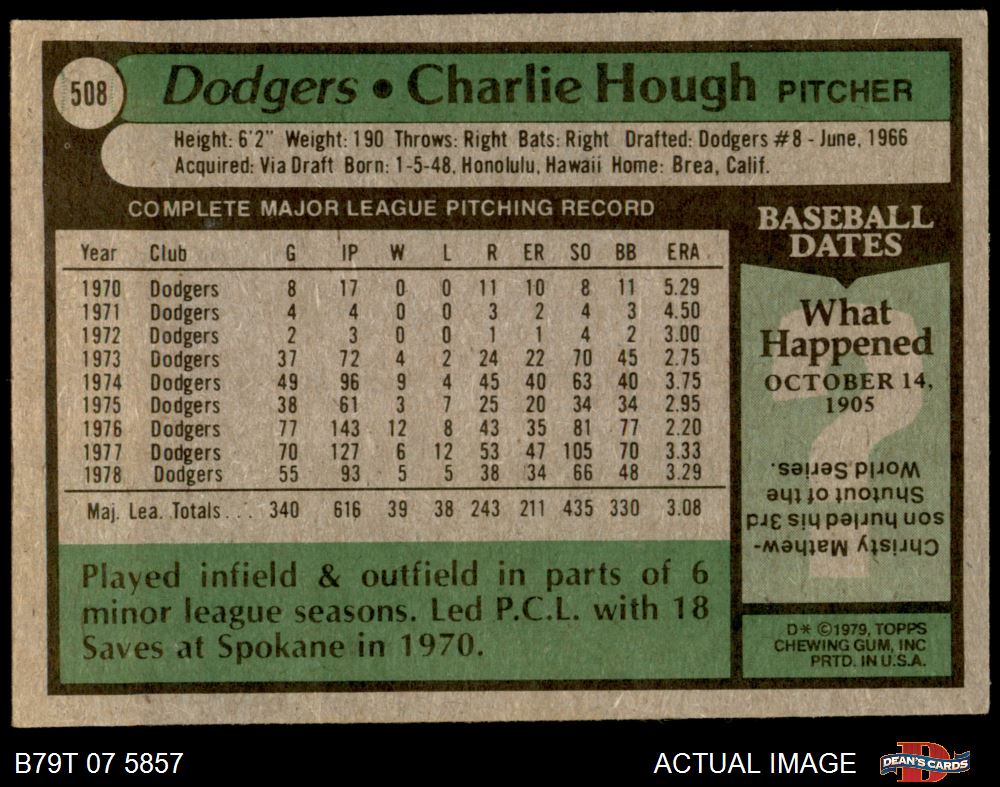 508
Dodgers • Charlie Hough PITCHER
Height: 6'2" Weight: 190 Throws: Right Bats: Right Drafted: Dodgers #8 - June, 1966
Acquired: Via Draft Born: 1-5-48, Honolulu, Hawaii Home: Brea, Calif.
COMPLETE MAJOR LEAGUE PITCHING RECORD
Year Club G IP W L R ER SO BB ERA
1970 Dodgers 8 17 0 0 11 10 8 11 5.29
1971 Dodgers 4 4 0 0 3 2 4 3 4.50
1972 Dodgers 2 3 0 0 1 1 4 2 3.00
1973 Dodgers 37 72 4 2 24 22 70 45 2.75
1974 Dodgers 49 96 9 4 45 40 63 40 3.75
1975 Dodgers 38 61 3 7 25 20 34 34 2.95
1976 Dodgers 77 143 12 8 43 35 81 77 2.20
1977 Dodgers 70 127 6 12 53 47 105 70 3.33
1978 Dodgers 55 93 5 5 38 34 66 48 3.29
Maj. Lea. Totals . . . 340 616 39 38 243 211 435 330 3.08
Played infield & outfield in parts of 6
minor league seasons. Led P.C.L. with 18
Saves at Spokane in 1970.
BASEBALL
DATES
What
Happened
OCTOBER 14,
1905
Christy Mathew-
son hurled his 3rd
Shutout of the
World Series.
D* ©1979, TOPPS
CHEWING GUM, INC
PRTD. IN U.S.A.
B79T 07 5857
ACTUAL IMAGE
D
DEAN'S CARDS